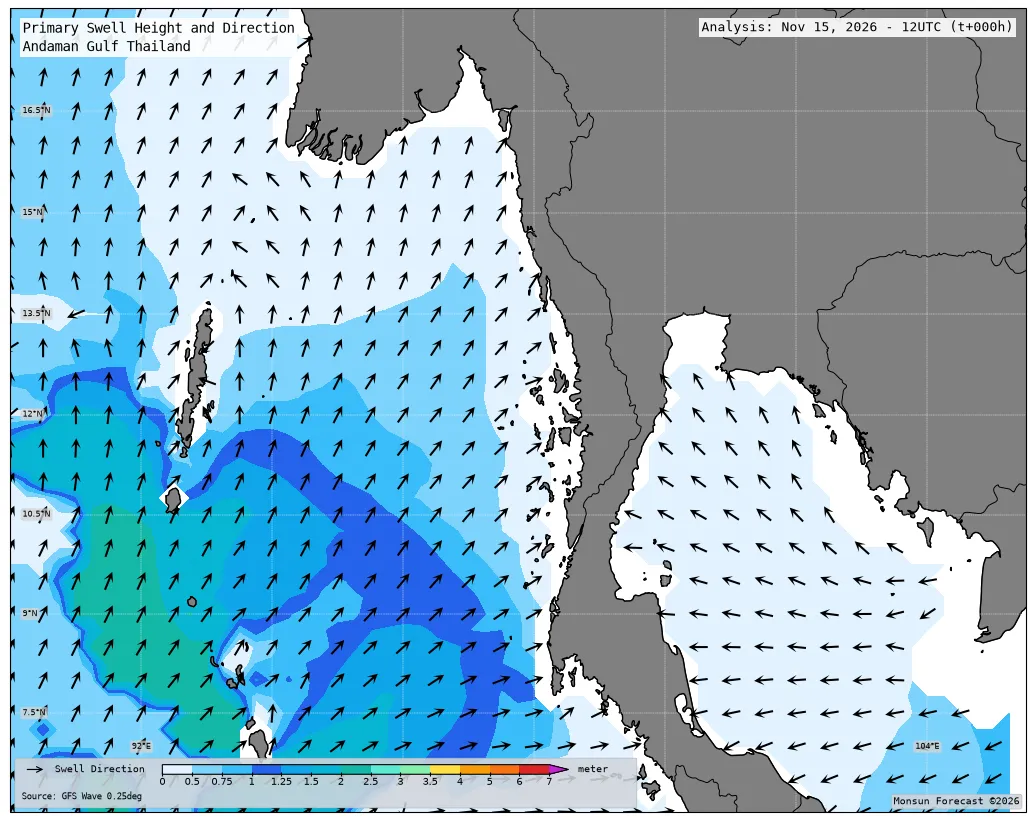 Primary Swell Height and Direction
Andaman Gulf Thailand
Analysis: Nov 15, 2026 - 12UTC (t+000h)
16.5°N
15°N
13.5°N
12°N
10.5°N
9°N
7.5°N
92°E
104°E
Swell Direction
0 0.5 0.75 1 1.25 1.5 2 2.5 3 3.5 4 5 6 7
meter
Source: GFS Wave 0.25deg
Monsun Forecast ©2026